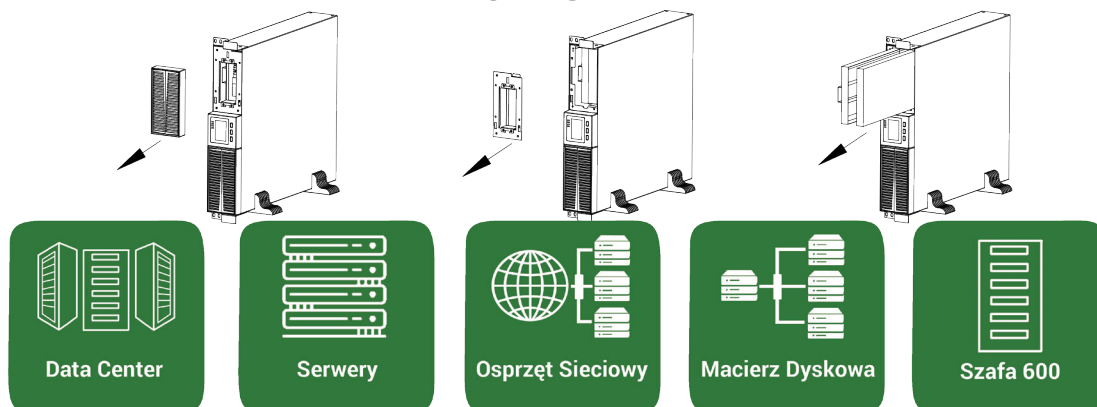 Data Center
Serwery
Osprzęt Sieciowy
Macierz Dyskowa
Szafa 600